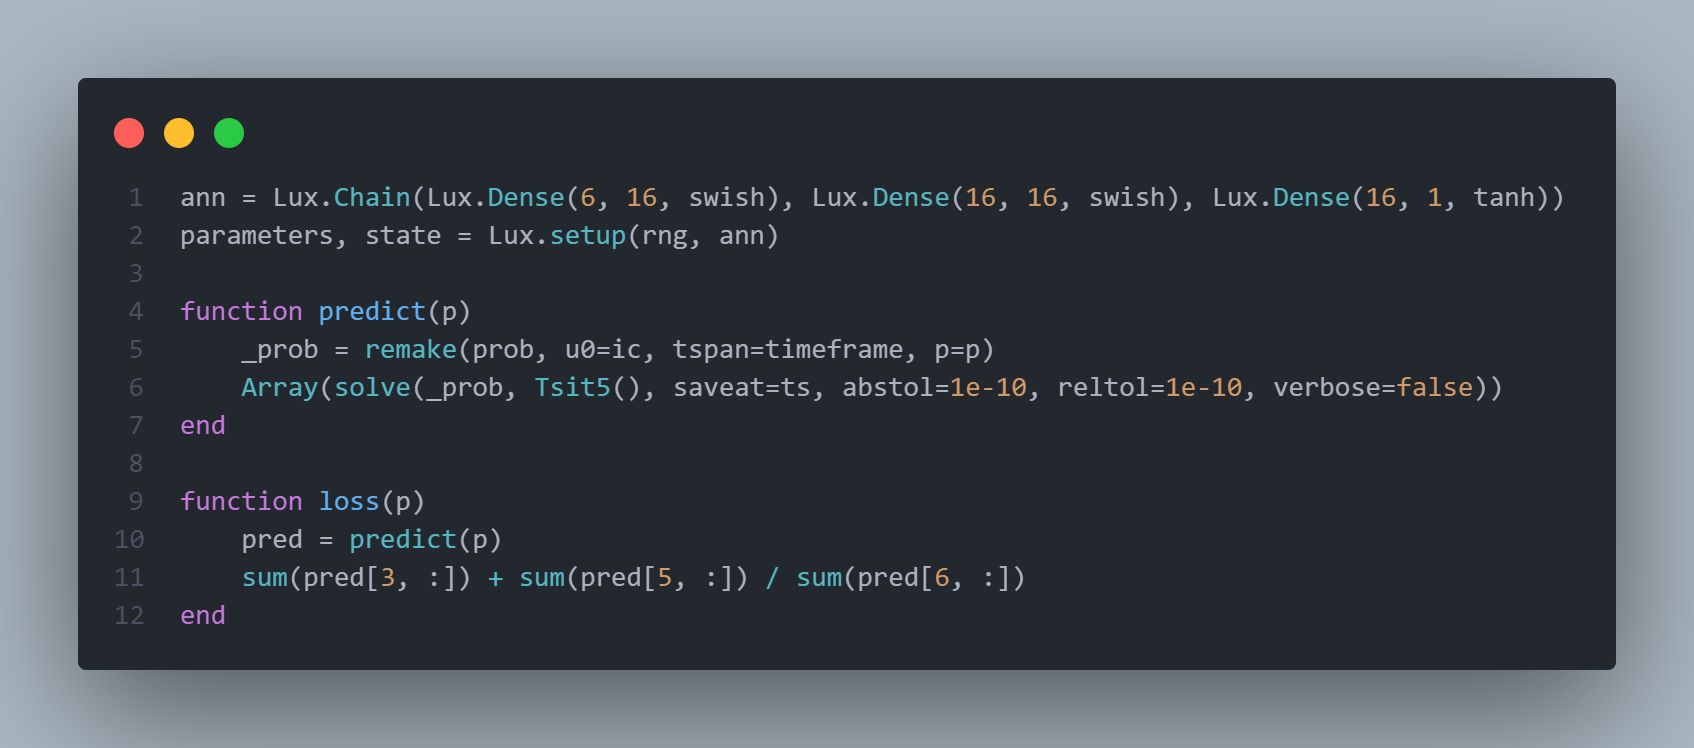 1 ann = Lux.Chain(Lux.Dense(6, 16, swish), Lux.Dense(16, 16, swish), Lux.Dense(16, 1, tanh))
2 parameters, state = Lux.setup(rng, ann)
3
4 function predict(p)
5     _prob = remake(prob, u0=ic, tspan=timeframe, p=p)
6     Array(solve(_prob, Tsit5(), saveat=ts, abstol=1e-10, reltol=1e-10, verbose=false))
7 end
8
9 function loss(p)
10     pred = predict(p)
11     sum(pred[3, :]) + sum(pred[5, :]) / sum(pred[6, :])
12 end